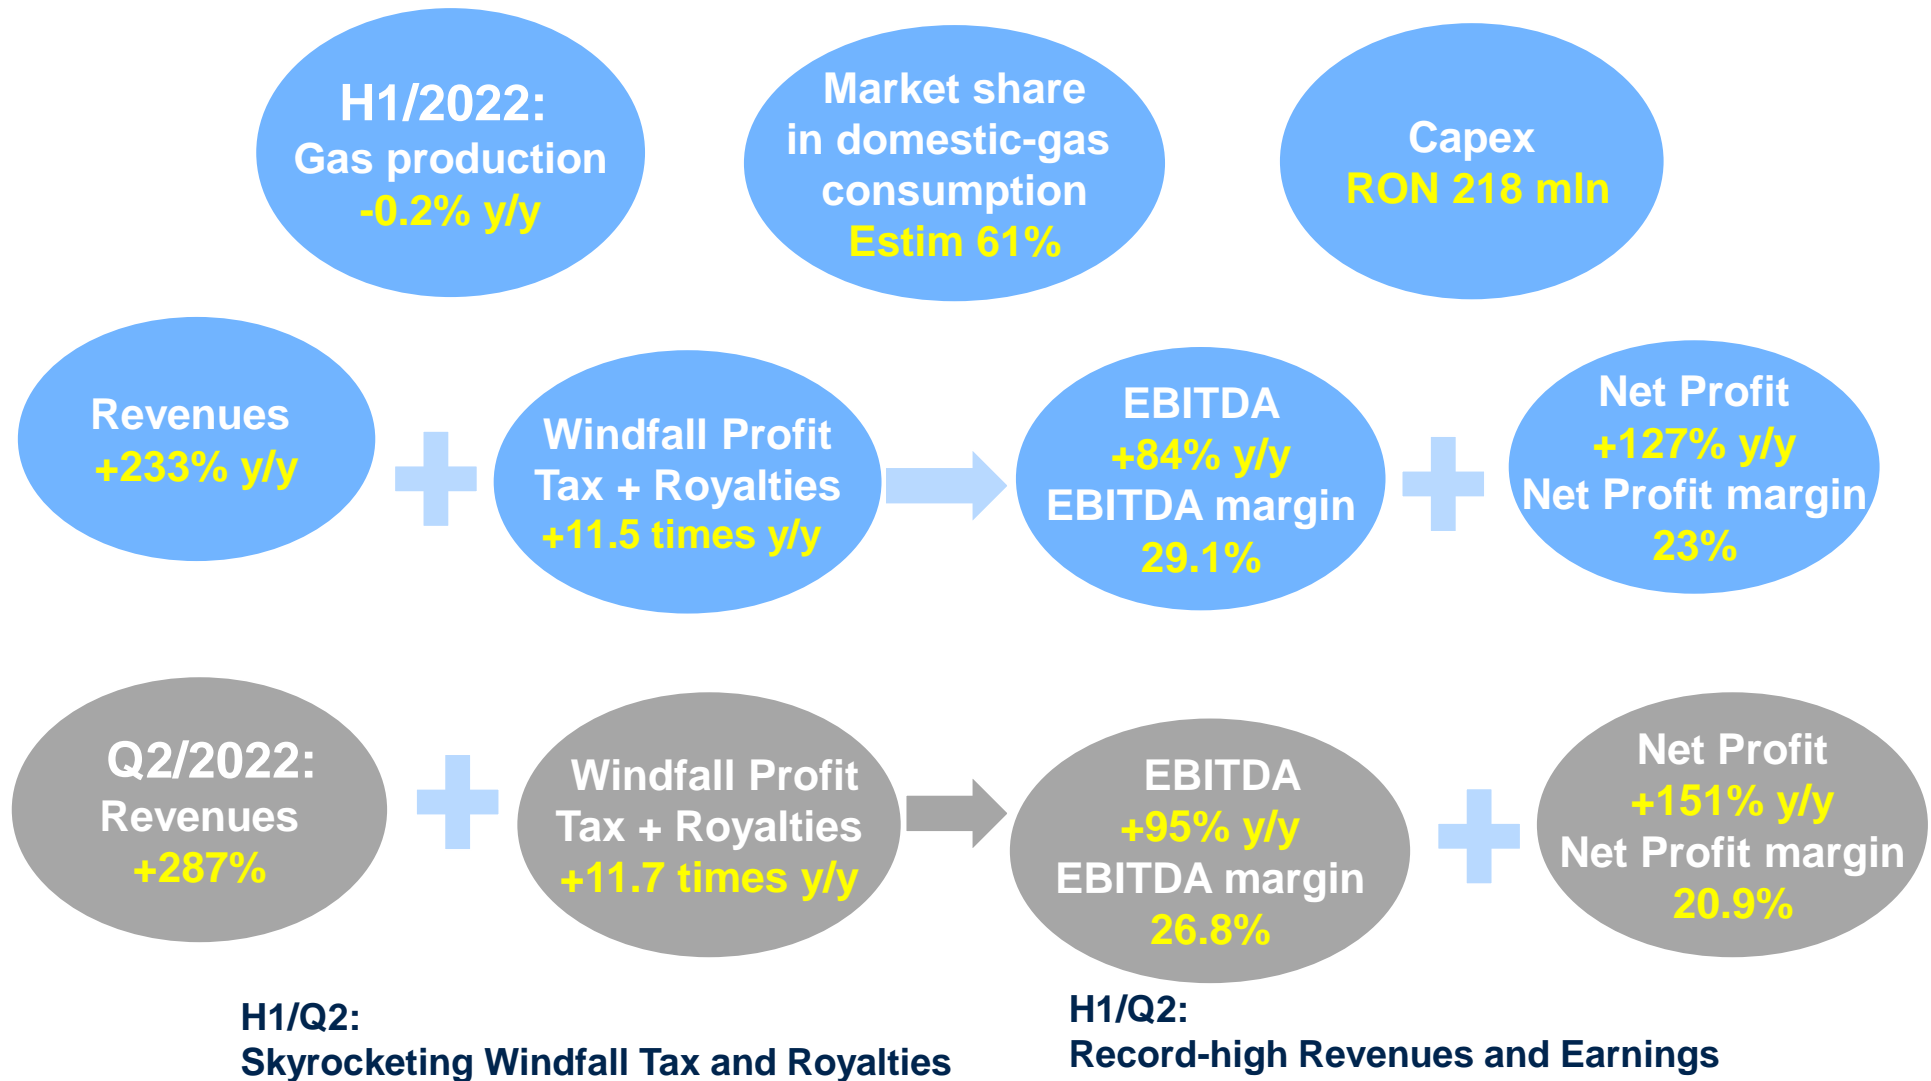 H1/2022:
Gas production
-0.2% y/y
Market share
in domestic-gas
consumption
Estim 61%
Capex
RON 218 mln
Revenues
+233% y/y
Windfall Profit
Tax + Royalties
+11.5 times y/y
EBITDA
+84% y/y
EBITDA margin
29.1%
Net Profit
+127% y/y
Net Profit margin
23%
Q2/2022:
Revenues
+287%
Windfall Profit
Tax + Royalties
+11.7 times y/y
EBITDA
+95% y/y
EBITDA margin
26.8%
Net Profit
+151% y/y
Net Profit margin
20.9%
H1/Q2:
Skyrocketing Windfall Tax and Royalties
H1/Q2:
Record-high Revenues and Earnings